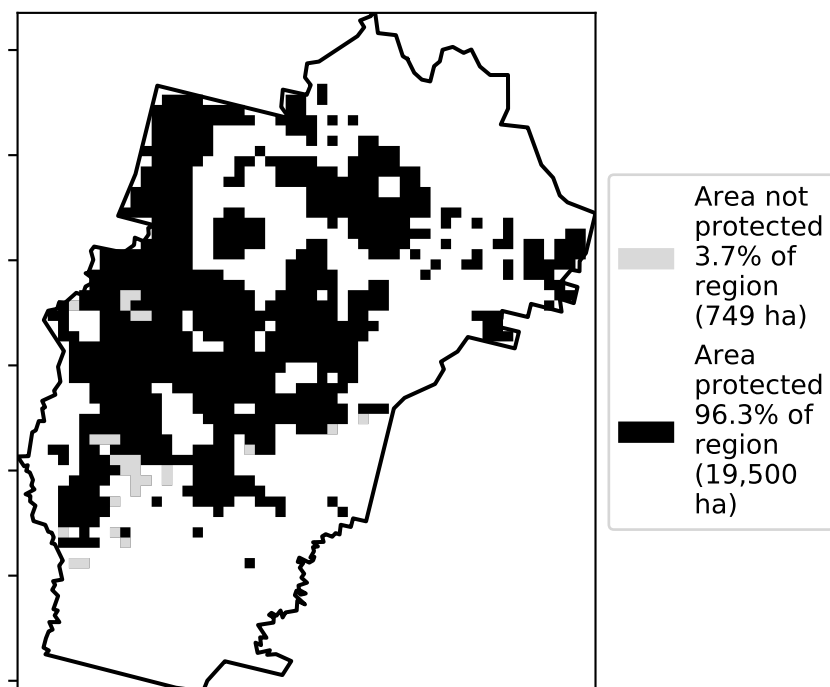 Area not
protected
3.7% of
region
(749 ha)
Area
protected
96.3% of
region
(19,500
ha)